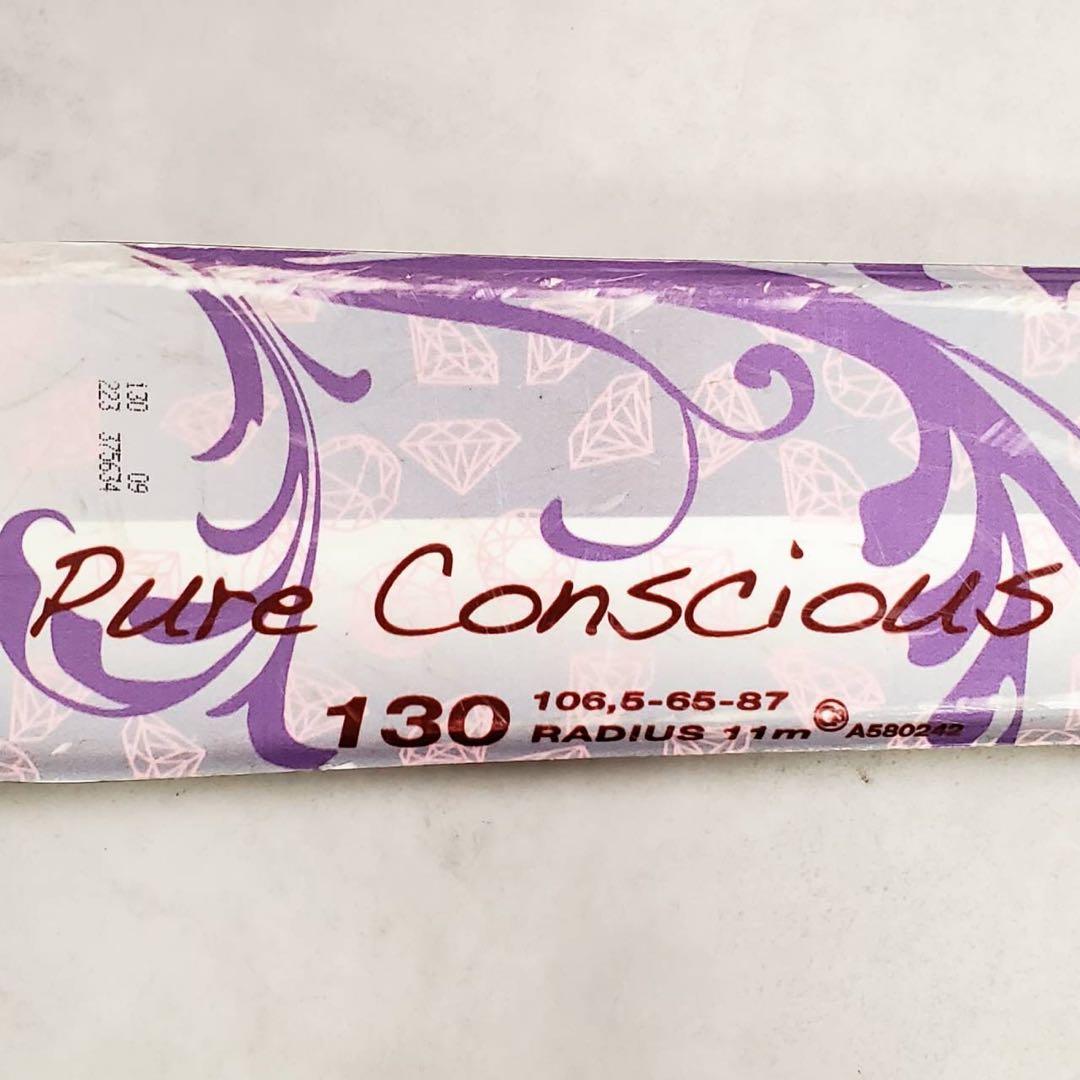 130 09
223 375634
Pure Conscious
130
106,5-65-87
RADIUS 11m
© A580242